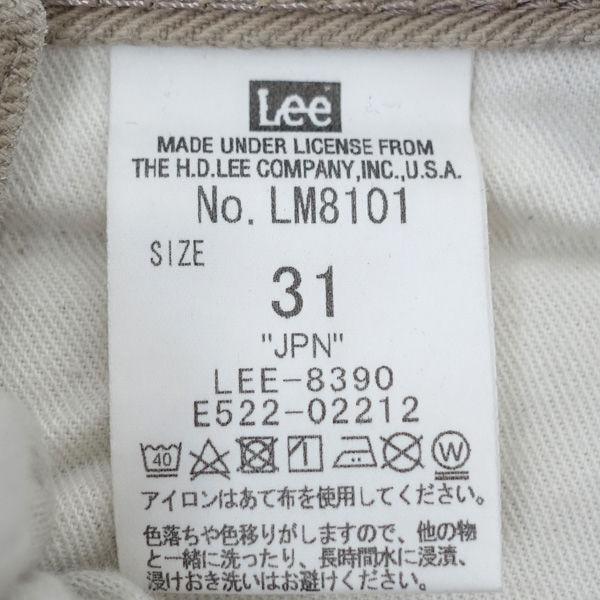 Lee
MADE UNDER LICENSE FROM
THE H.D.LEE COMPANY,INC.,U.S.A.
No. LM8101
SIZE
31
"JPN"
LEE-8390
E522-02212
40
W
アイロンはあて布を使用してください。
色落ちや色移りがしますので、他の物
と一緒に洗ったり、長時間水に浸漬、
浸けおき洗いはお避けください。